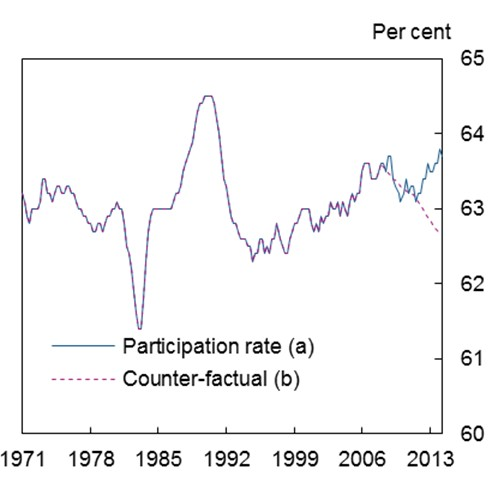 Per cent
65
64
63
62
Participation rate (a)
61
Counter-factual (b)
60
1971 1978 1985 1992 1999 2006 2013